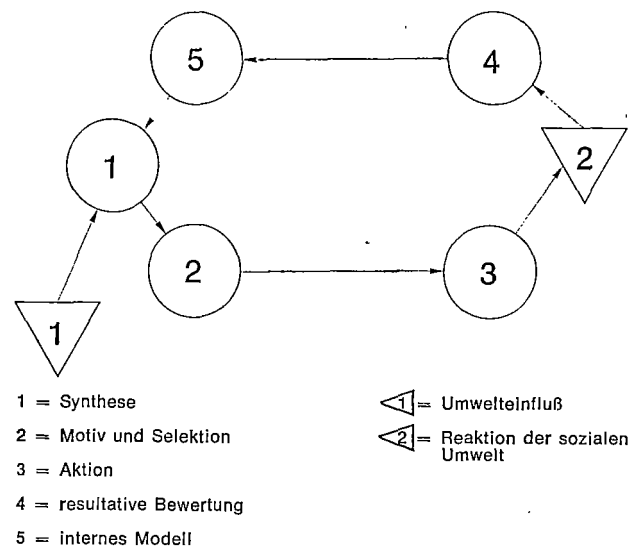 5
4
1
2
2
3
1
1 = Synthese
2 = Motiv und Selektion
3 = Aktion
4 = resultative Bewertung
5 = internes Modell
1 = Umwelteinfluß
2 = Reaktion der sozialen
Umwelt